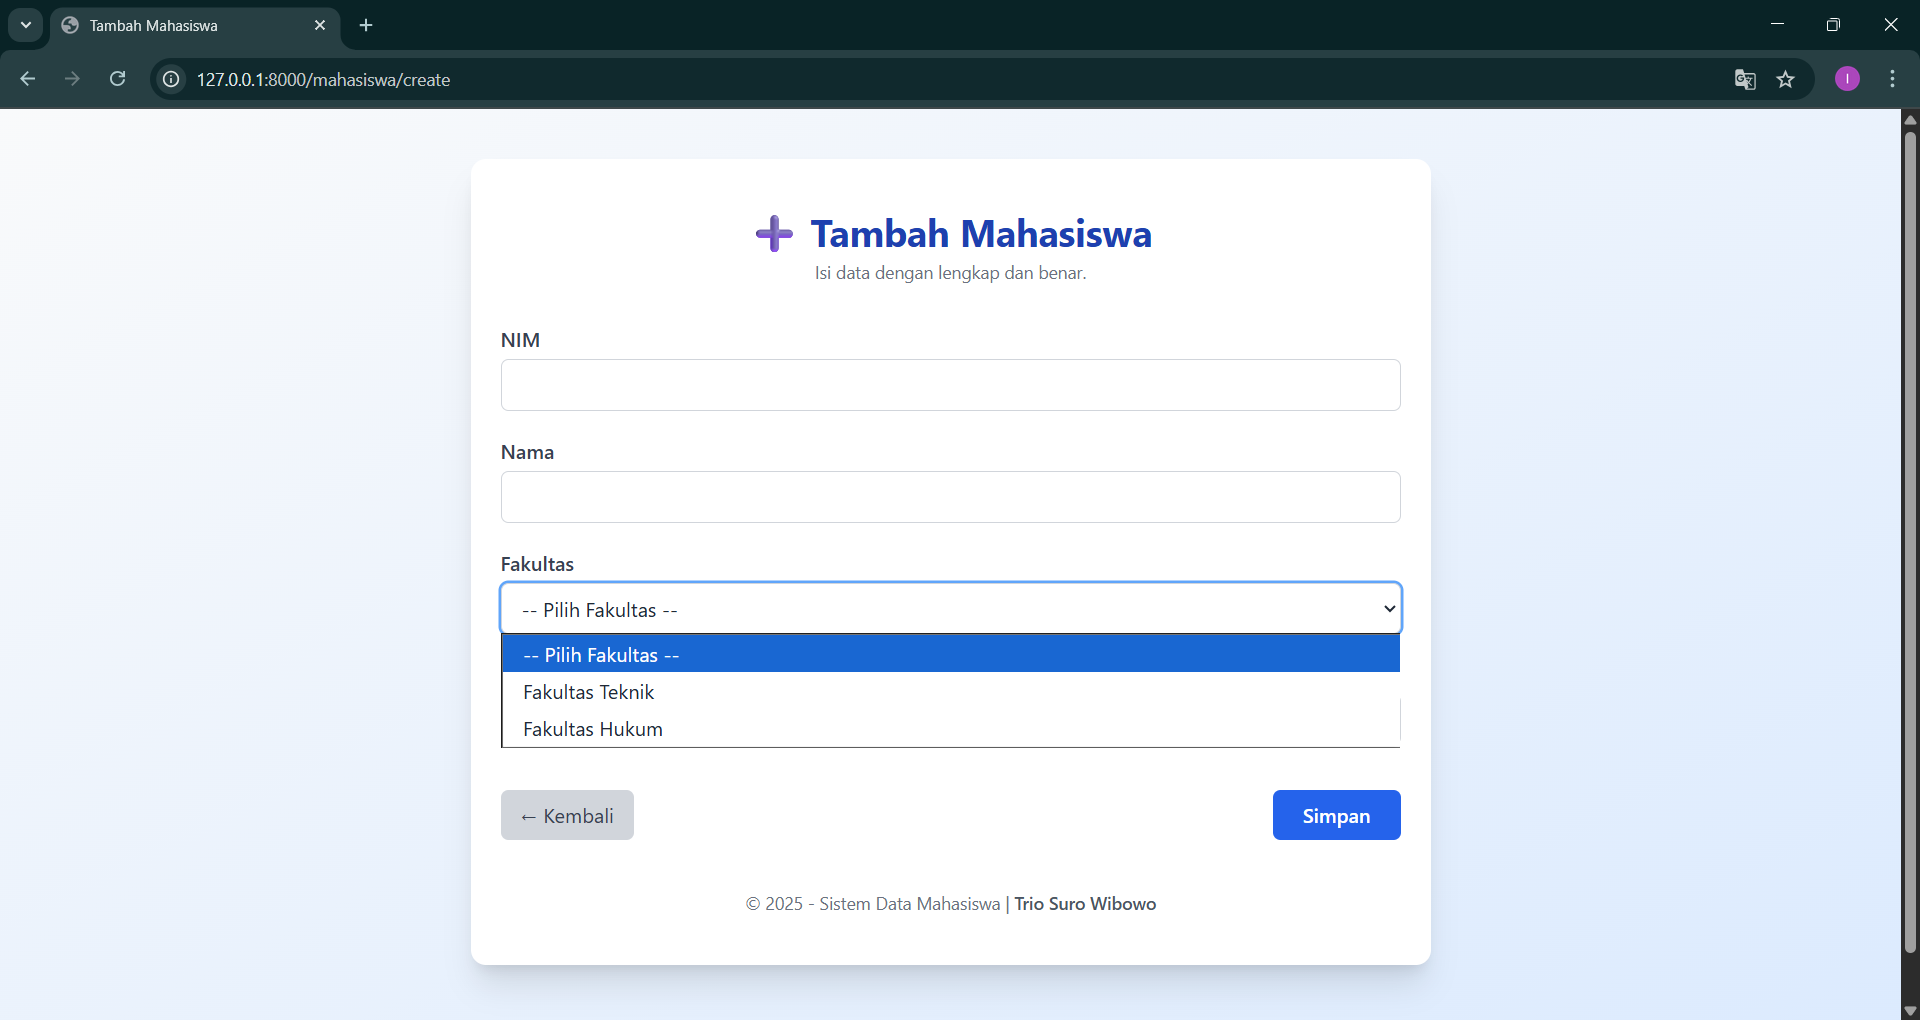 Tambah Mahasiswa
127.0.0.1:8000/mahasiswa/create
I
Tambah Mahasiswa
Isi data dengan lengkap dan benar.
NIM
Nama
Fakultas
-- Pilih Fakultas --
-- Pilih Fakultas --
Fakultas Teknik
Fakultas Hukum
← Kembali
Simpan
© 2025 - Sistem Data Mahasiswa | Trio Suro Wibowo